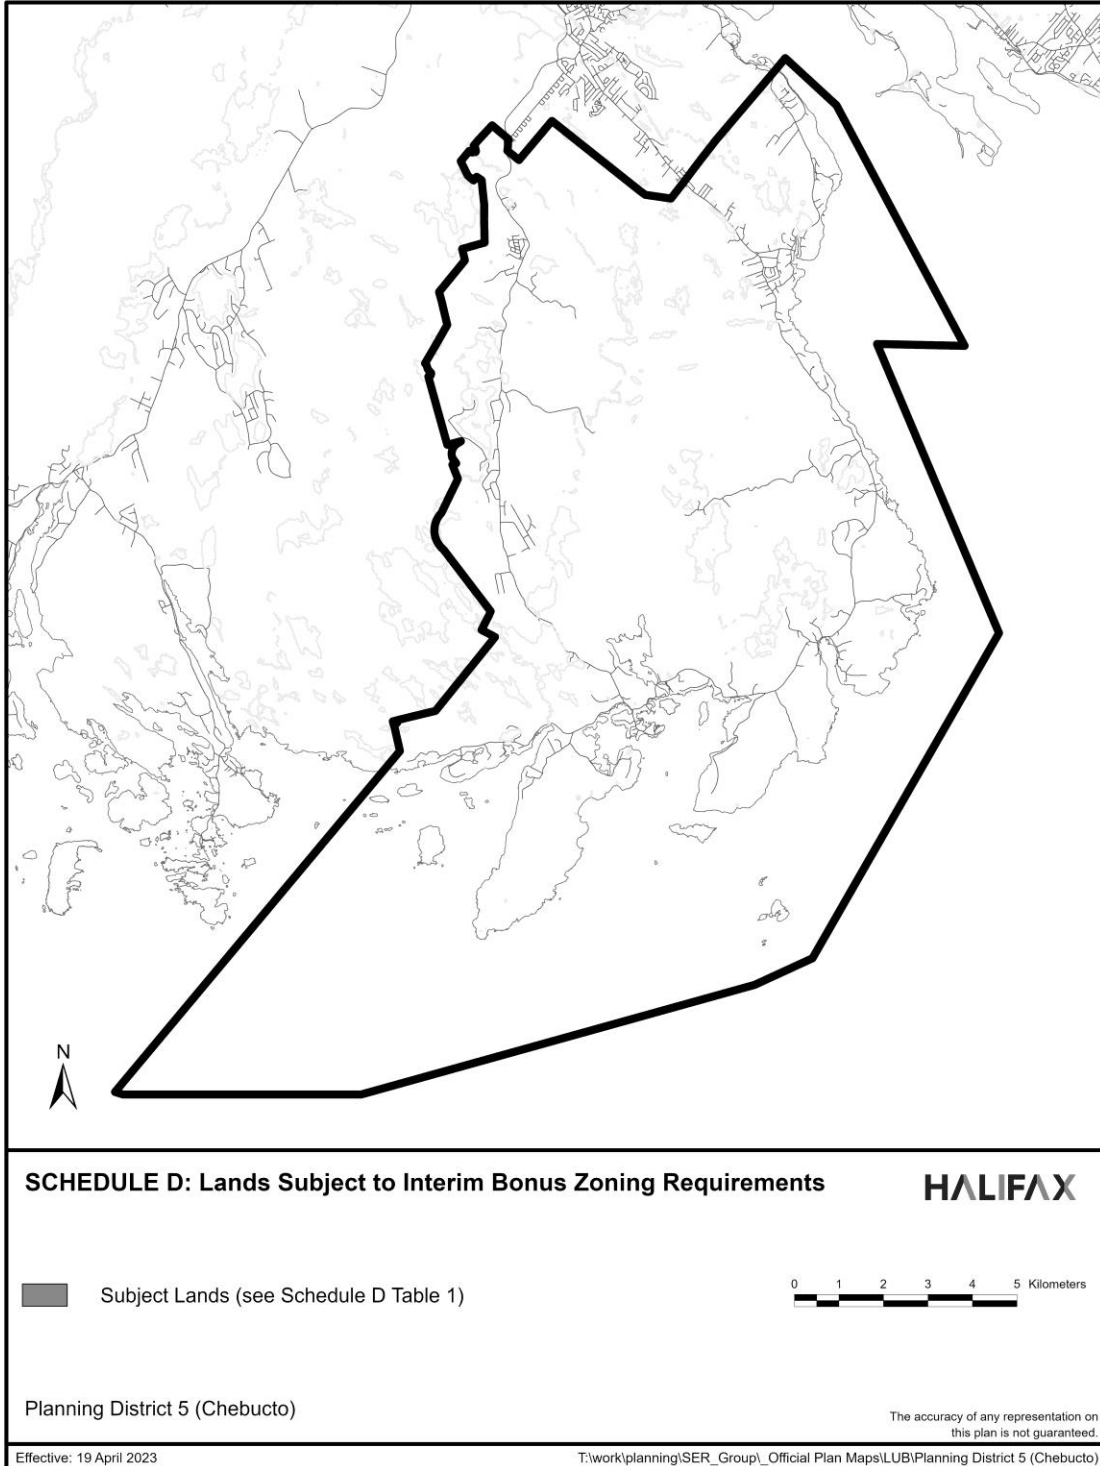 N
SCHEDULE D: Lands Subject to Interim Bonus Zoning Requirements
HALIFAX
Subject Lands (see Schedule D Table 1)
0 1 2 3 4 5 Kilometers
Planning District 5 (Chebucto)
The accuracy of any representation on
this plan is not guaranteed.
Effective: 19 April 2023
T:\work\planning\SER_Group\_Official Plan Maps\LUB\Planning District 5 (Chebucto)